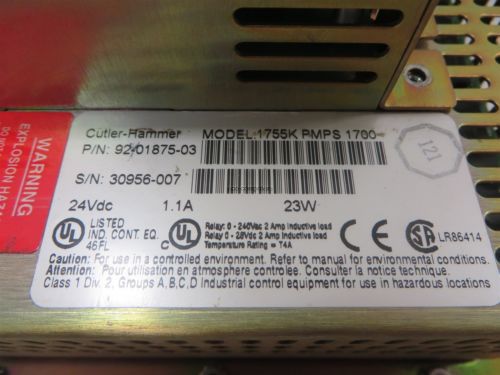 Cutler-Hammer MODEL 1755K PMPS 1700
P/N: 92-01875-03
S/N: 30956-007
24Vdc 1.1A 23W
121
WARNING
EXPLOSION
UL LISTED
IND. CONT. EQ.
46FL
c UL
Relay: 0 - 240Vac 2 Amp Inductive load
Relay 0 - 28Vdc 2 Amp Inductive load
Temperature Rating = T4A
CE SA LR86414
Caution: For use in a controlled environment. Refer to manual for environmental conditions.
Attention: Pour utilisation en atmosphere controlee. Consulter la notice technique.
Class 1 Div. 2, Groups A,B,C,D Industrial control equipment for use in hazardous locations